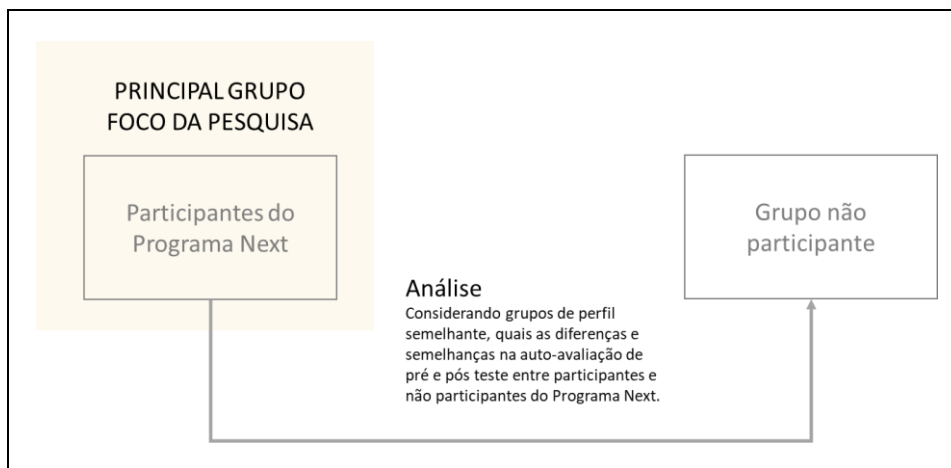 PRINCIPAL GRUPO
FOCO DA PESQUISA
Participantes do
Programa Next
Grupo não
participante
Análise
Considerando grupos de perfil
semelhante, quais as diferenças e
semelhanças na auto-avaliação de
pré e pós teste entre participantes e
não participantes do Programa Next.